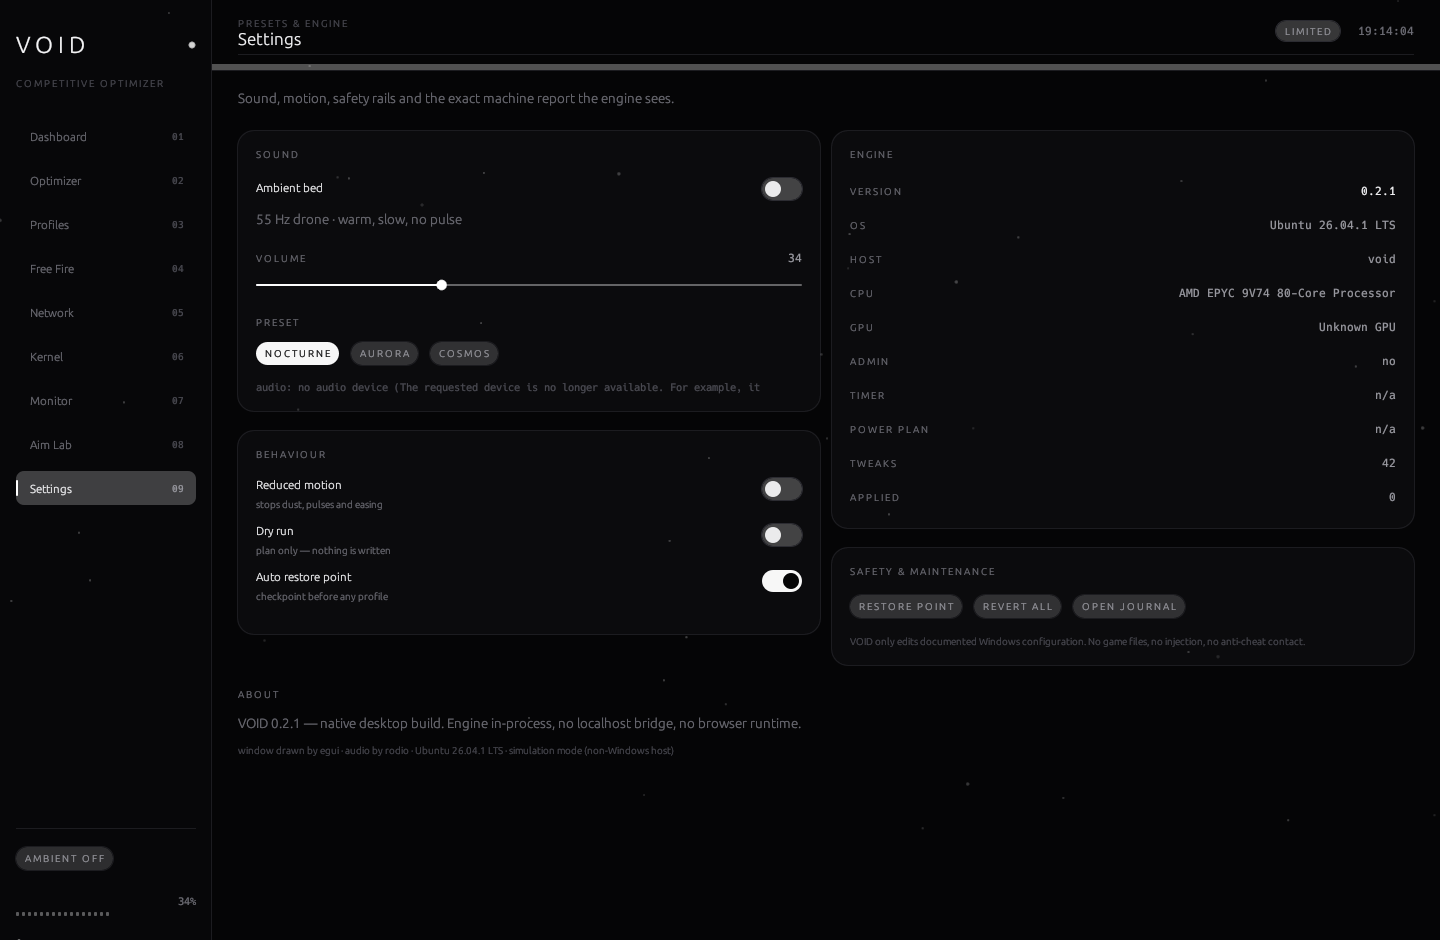 VOID
COMPETITIVE OPTIMIZER
Dashboard 01
Optimizer 02
Profiles 03
Free Fire 04
Network 05
Kernel 06
Monitor 07
Aim Lab 08
Settings 09
AMBIENT OFF
34%
PRESETS & ENGINE
Settings
LIMITED 19:14:04
Sound, motion, safety rails and the exact machine report the engine sees.
SOUND
Ambient bed
55 Hz drone · warm, slow, no pulse
VOLUME 34
PRESET
NOCTURNE AURORA COSMOS
audio: no audio device (The requested device is no longer available. For example, it
BEHAVIOUR
Reduced motion
stops dust, pulses and easing
Dry run
plan only — nothing is written
Auto restore point
checkpoint before any profile
ENGINE
VERSION 0.2.1
OS Ubuntu 26.04.1 LTS
HOST void
CPU AMD EPYC 9V74 80-Core Processor
GPU Unknown GPU
ADMIN no
TIMER n/a
POWER PLAN n/a
TWEAKS 42
APPLIED 0
SAFETY & MAINTENANCE
RESTORE POINT REVERT ALL OPEN JOURNAL
VOID only edits documented Windows configuration. No game files, no injection, no anti-cheat contact.
ABOUT
VOID 0.2.1 — native desktop build. Engine in-process, no localhost bridge, no browser runtime.
window drawn by egui · audio by rodio · Ubuntu 26.04.1 LTS · simulation mode (non-Windows host)